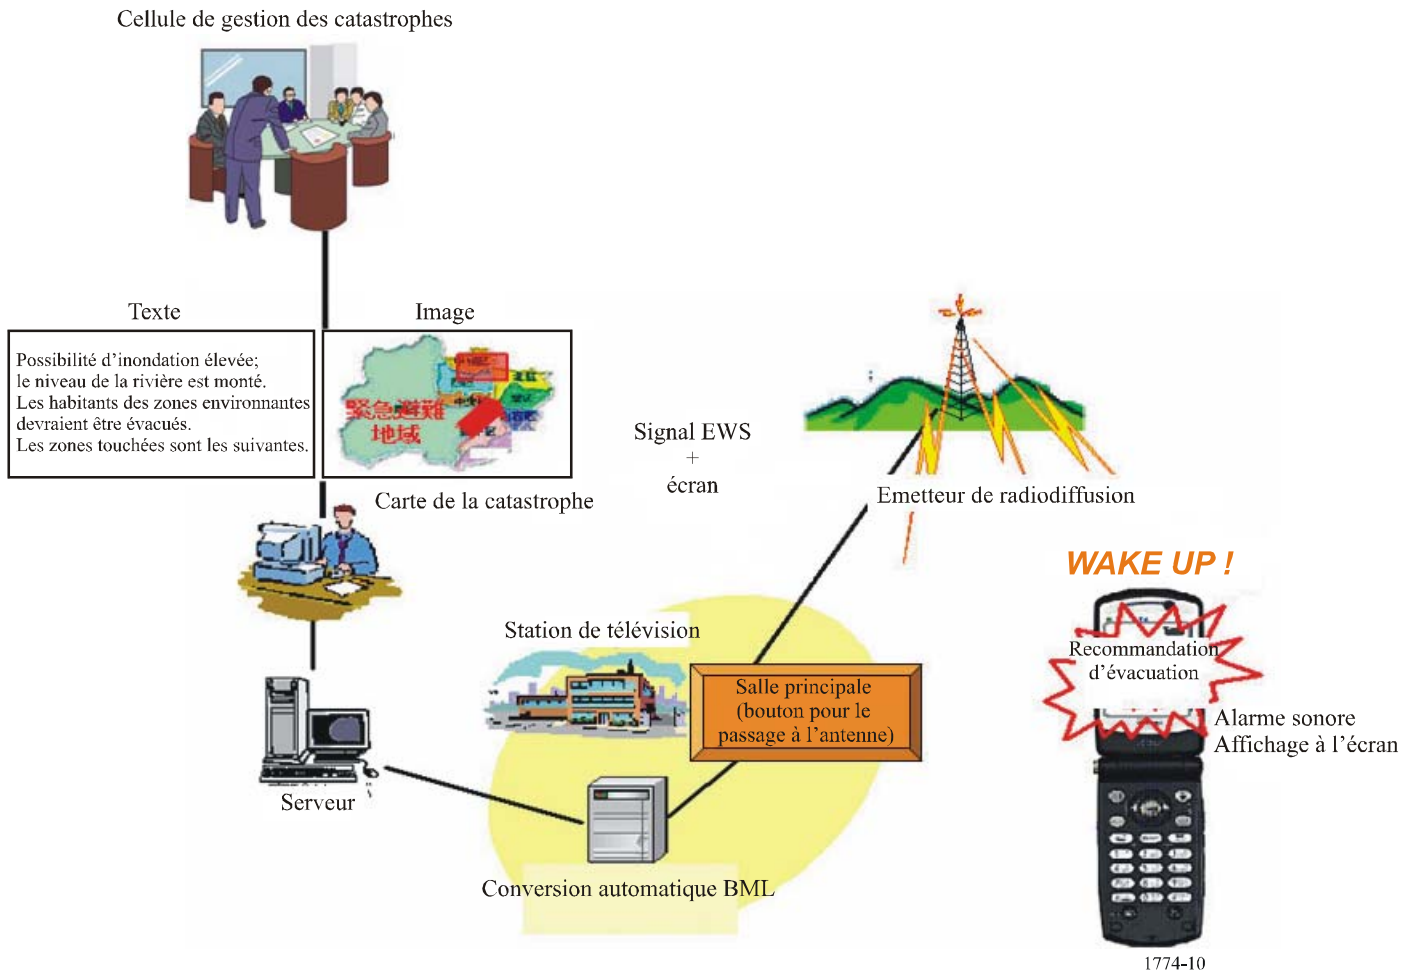 Cellule de gestion des catastrophes
Texte
Image
Possibilité d’inondation élevée;
le niveau de la rivière est monté.
Les habitants des zones environnantes
devraient être évacués.
Les zones touchées sont les suivantes.
緊急避難
地域
Carte de la catastrophe
Signal EWS
+
écran
Emetteur de radiodiffusion
WAKE UP !
Recommandation
d’évacuation
Alarme sonore
Affichage à l’écran
Station de télévision
Salle principale
(bouton pour le
passage à l’antenne)
Serveur
Conversion automatique BML
1774-10